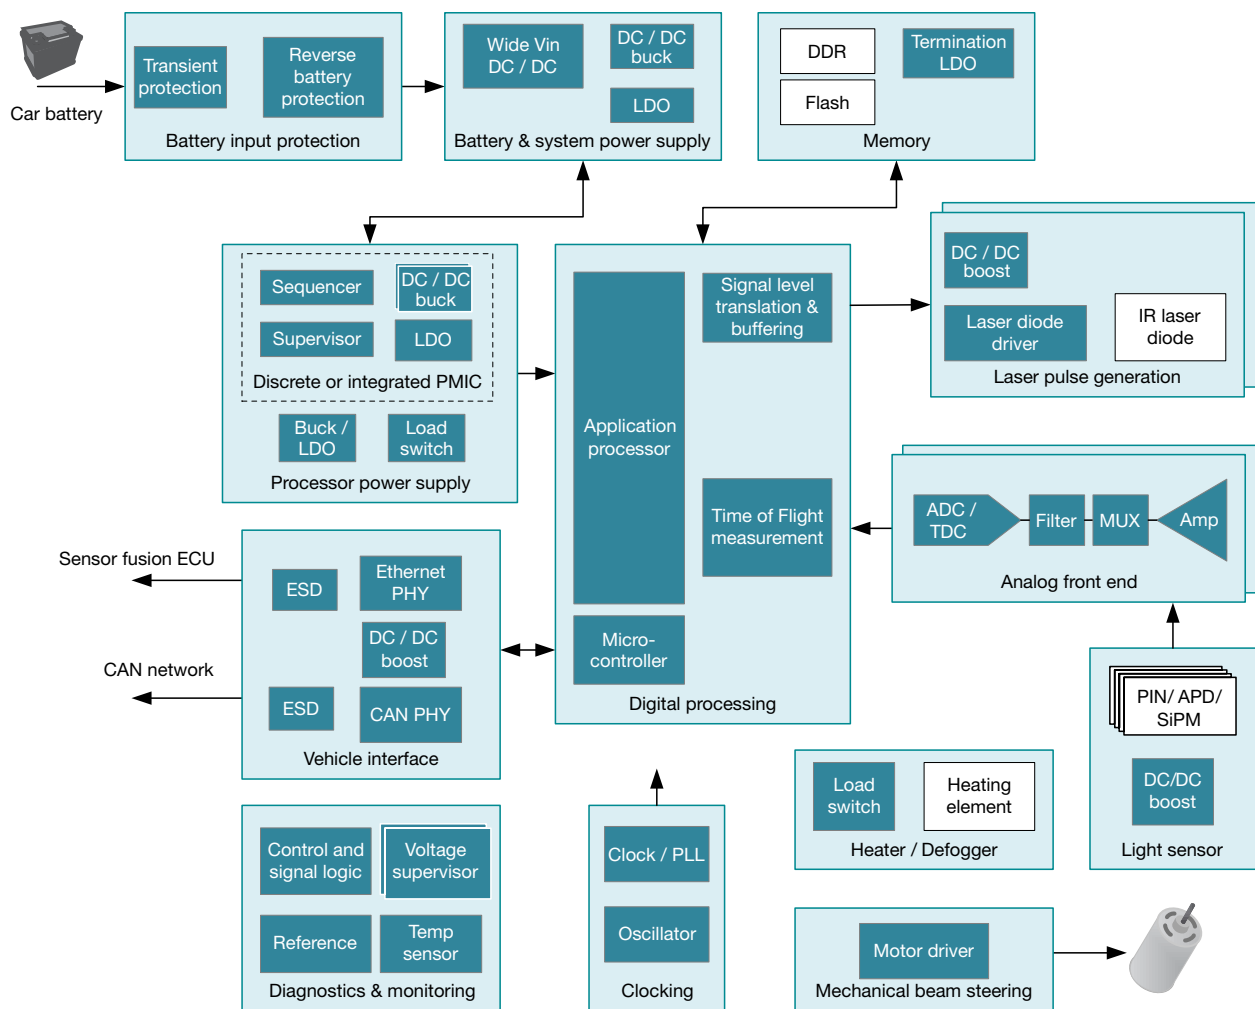 Car battery
Transient
protection
Reverse
battery
protection
Battery input protection
Wide Vin
DC / DC
DC / DC
buck
LDO
Battery & system power supply
DDR
Flash
Termination
LDO
Memory
Sequencer
DC / DC
buck
Supervisor
LDO
Discrete or integrated PMIC
Buck /
LDO
Load
switch
Processor power supply
Application
processor
Signal level
translation &
buffering
Time of Flight
measurement
Micro-
controller
Digital processing
DC / DC
boost
Laser diode
driver
IR laser
diode
Laser pulse generation
ADC /
TDC
Filter
MUX
Amp
Analog front end
Sensor fusion ECU
CAN network
ESD
Ethernet
PHY
DC / DC
boost
ESD
CAN PHY
Vehicle interface
PIN/ APD/
SiPM
DC/DC
boost
Light sensor
Load
switch
Heating
element
Heater / Defogger
Control and
signal logic
Voltage
supervisor
Reference
Temp
sensor
Diagnostics & monitoring
Clock / PLL
Oscillator
Clocking
Motor driver
Mechanical beam steering